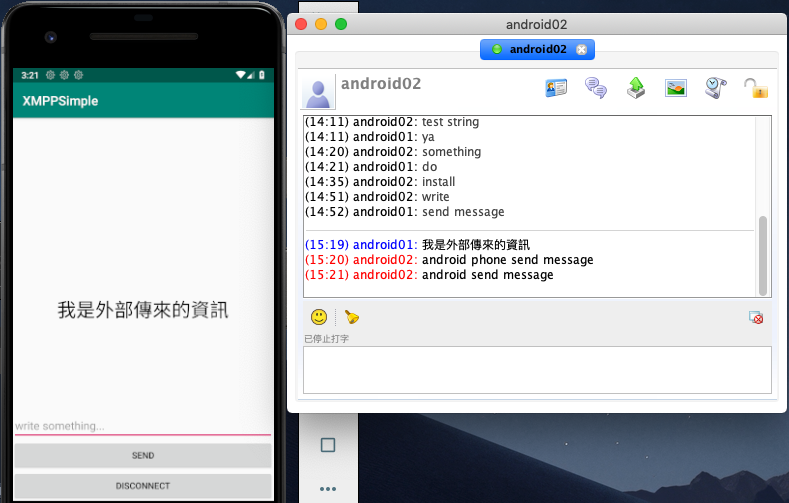 3:21
XMPPSimple
我是外部傳來的資訊
write something...
SEND
DISCONNECT
android02
android02
android02
(14:11) android02: test string
(14:11) android01: ya
(14:20) android02: something
(14:21) android01: do
(14:35) android02: install
(14:51) android02: write
(14:52) android01: send message
(15:19) android01: 我是外部傳來的資訊
(15:20) android02: android phone send message
(15:21) android02: android send message
已停止打字